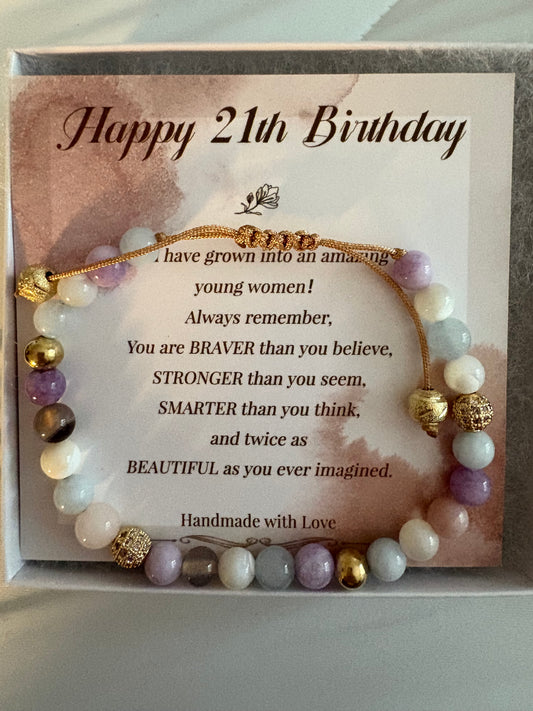 Happy 21th Birthday
have grown into an amazing
young women!
Always remember,
You are BRAVER than you believe,
STRONGER than you seem,
SMARTER than you think,
and twice as
BEAUTIFUL as you ever imagined.
Handmade with Love